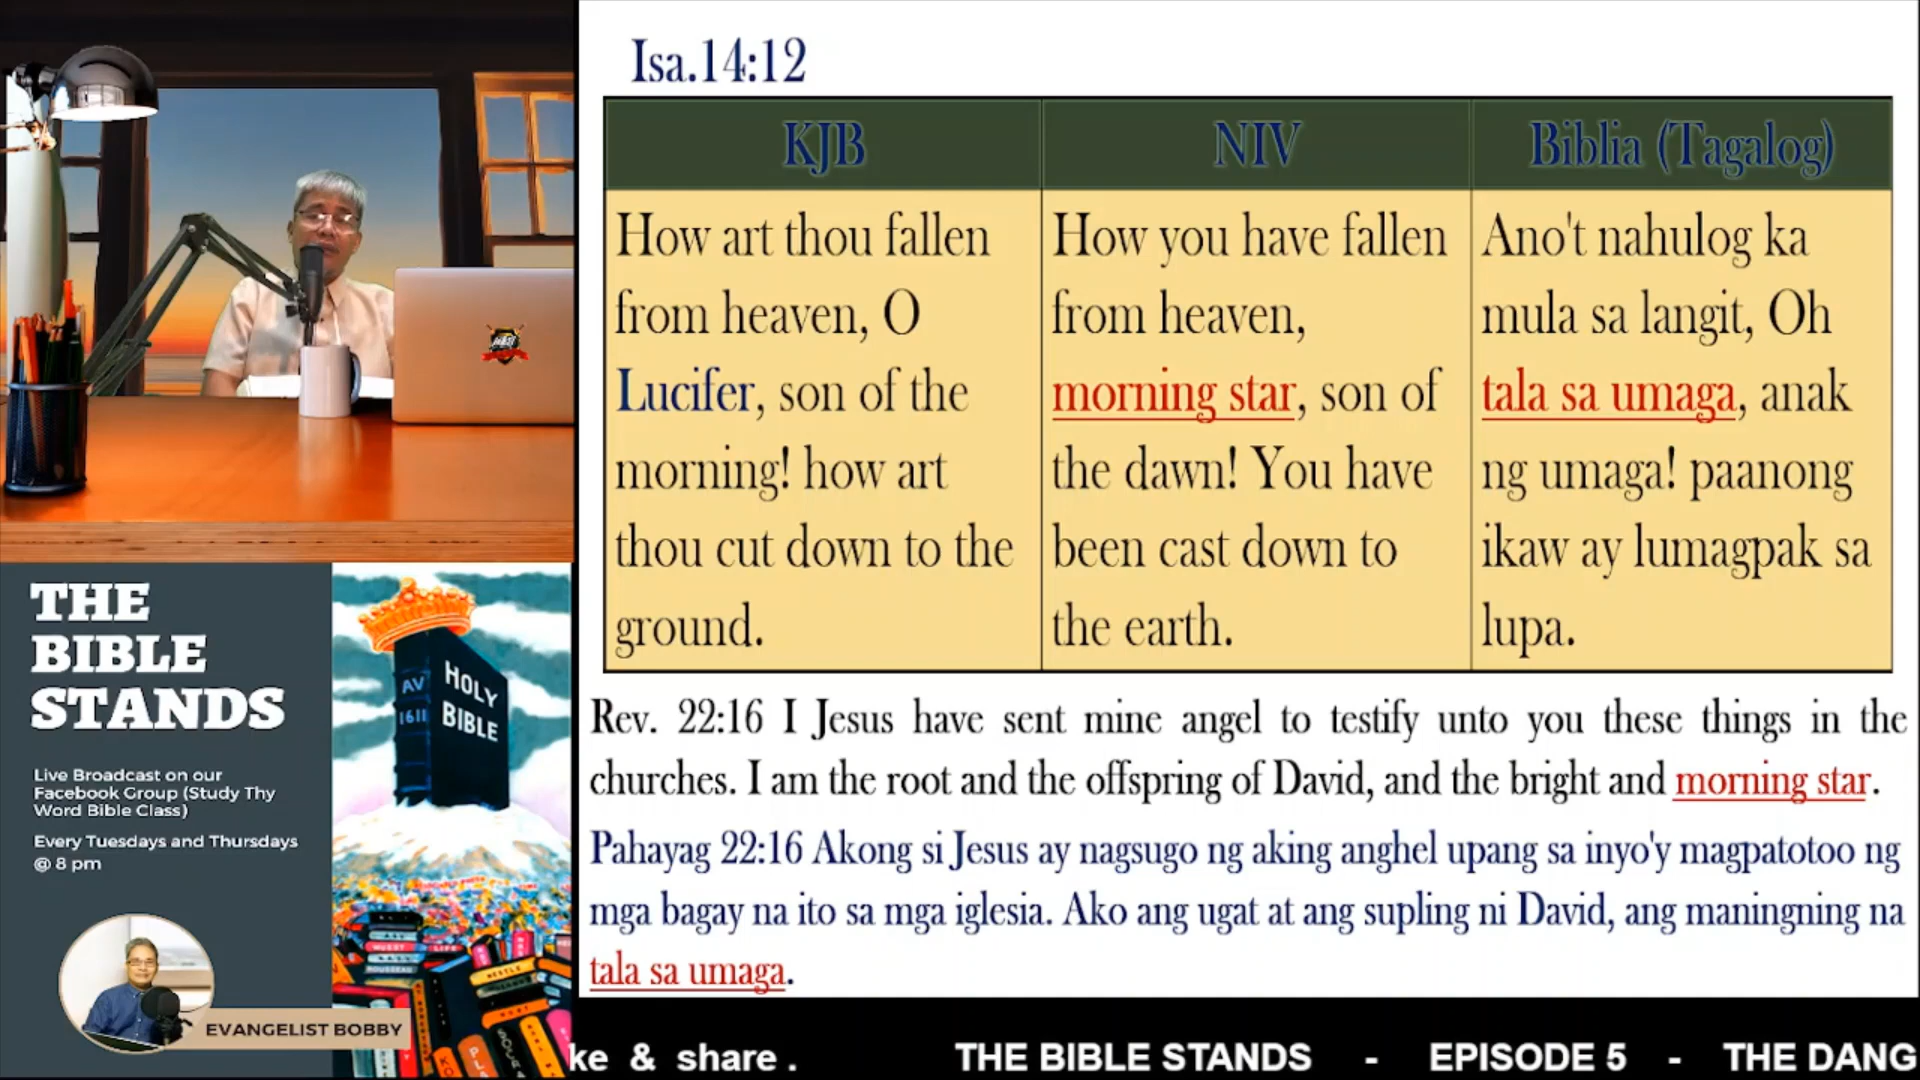 Isa.14:12
KJB
NIV
Biblia (Tagalog)
How art thou fallen
from heaven, O
Lucifer, son of the
morning! how art
thou cut down to the
ground.
How you have fallen
from heaven,
morning star, son of
the dawn! You have
been cast down to
the earth.
Ano't nahulog ka
mula sa langit, Oh
tala sa umaga, anak
ng umaga! paanong
ikaw ay lumagpak sa
lupa.
Rev. 22:16 I Jesus have sent mine angel to testify unto you these things in the
churches. I am the root and the offspring of David, and the bright and morning star.
Pahayag 22:16 Akong si Jesus ay nagsugo ng aking anghel upang sa inyo'y magpatotoo ng
mga bagay na ito sa mga iglesia. Ako ang ugat at ang supling ni David, ang maningning na
tala sa umaga.
THE
BIBLE
STANDS
Live Broadcast on our
Facebook Group (Study Thy
Word Bible Class)
Every Tuesdays and Thursdays
@ 8 pm
EVANGELIST BOBBY
AV
1611
HOLY
BIBLE
ke & share . THE BIBLE STANDS - EPISODE 5 - THE DANG